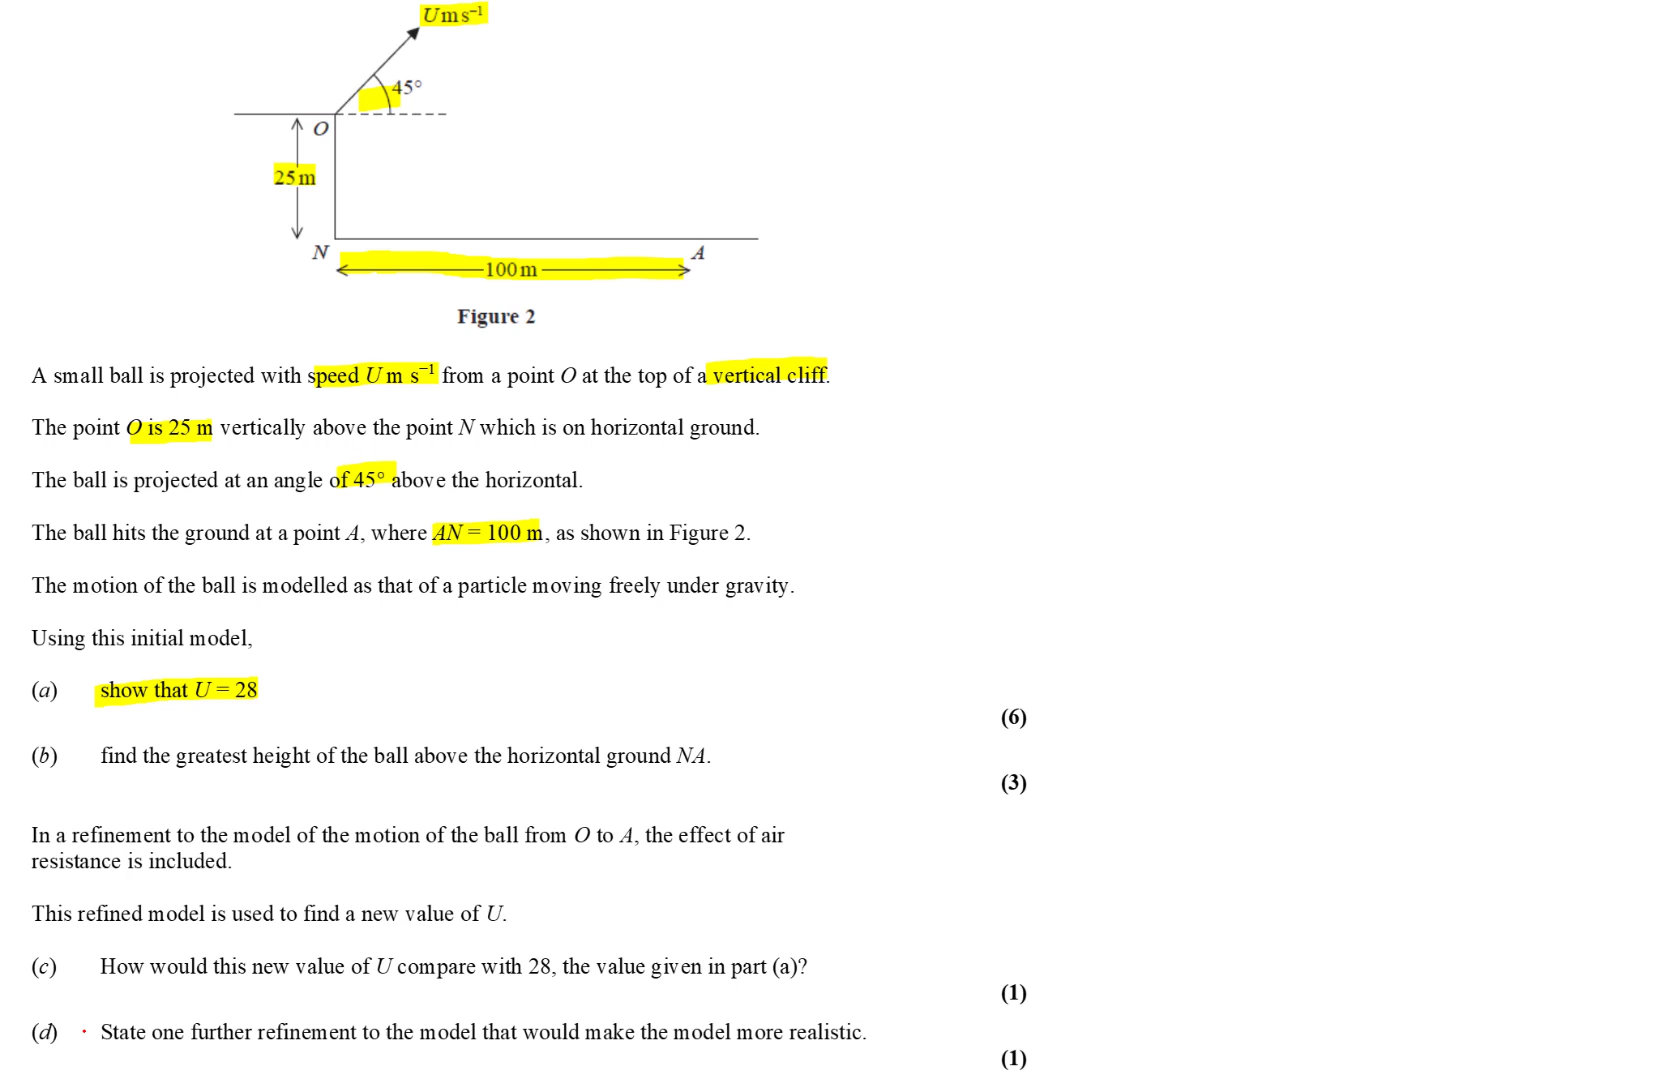 U m s⁻¹
45°
O
25 m
N
A
100 m
Figure 2
A small ball is projected with speed U m s⁻¹ from a point O at the top of a vertical cliff.
The point O is 25 m vertically above the point N which is on horizontal ground.
The ball is projected at an angle of 45° above the horizontal.
The ball hits the ground at a point A, where AN = 100 m, as shown in Figure 2.
The motion of the ball is modelled as that of a particle moving freely under gravity.
Using this initial model,
(a) show that U = 28
(6)
(b) find the greatest height of the ball above the horizontal ground NA.
(3)
In a refinement to the model of the motion of the ball from O to A, the effect of air
resistance is included.
This refined model is used to find a new value of U.
(c) How would this new value of U compare with 28, the value given in part (a)?
(1)
(d) State one further refinement to the model that would make the model more realistic.
(1)